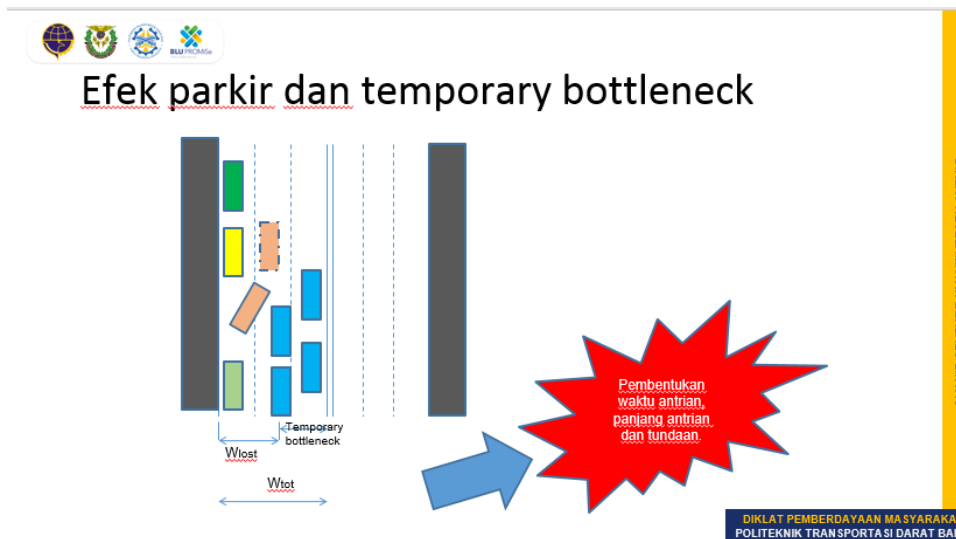 BLU PROMISe
Efek parkir dan temporary bottleneck
Temporary
bottleneck
Wlost
Wtot
Pembentukan
waktu antrian,
panjang antrian
dan tundaan.
DIKLAT PEMBERDAYAAN MASYARAKA
POLITEKNIK TRANSPORTASI DARAT BA